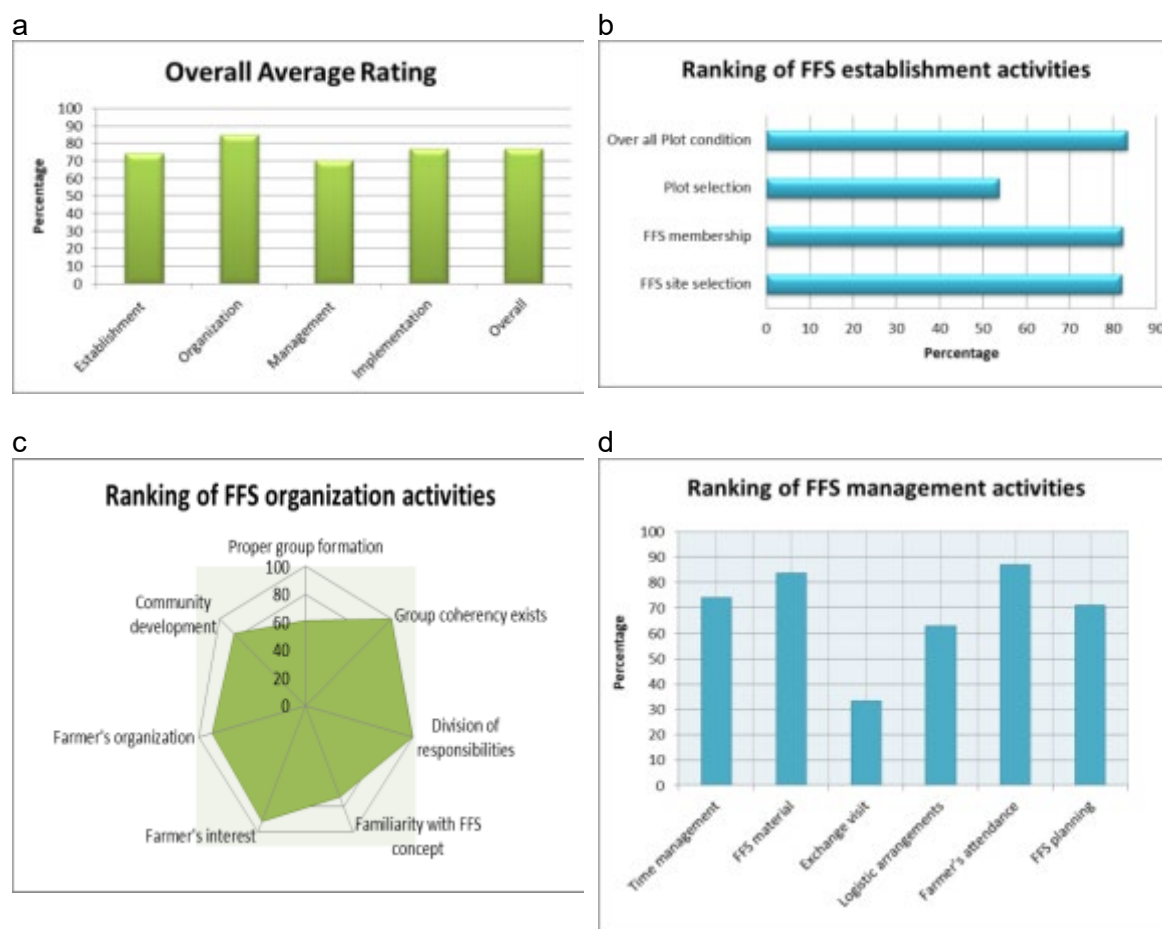 a
Overall Average Rating
100
90
80
70
60
50
40
30
20
10
0
Percentage
Establishment
Organization
Management
Implementation
Overall
b
Ranking of FFS establishment activities
Over all Plot condition
Plot selection
FFS membership
FFS site selection
0 10 20 30 40 50 60 70 80 90
Percentage
c
Ranking of FFS organization activities
Proper group formation
100
80
60
40
20
0
Group coherency exists
Division of
responsibilities
Familiarity with FFS
concept
Farmer's interest
Farmer's organization
Community
development
d
Ranking of FFS management activities
100
90
80
70
60
50
40
30
20
10
0
Percentage
Time management
FFS material
Exchange visit
Logistic arrangements
Farmer's attendance
FFS planning